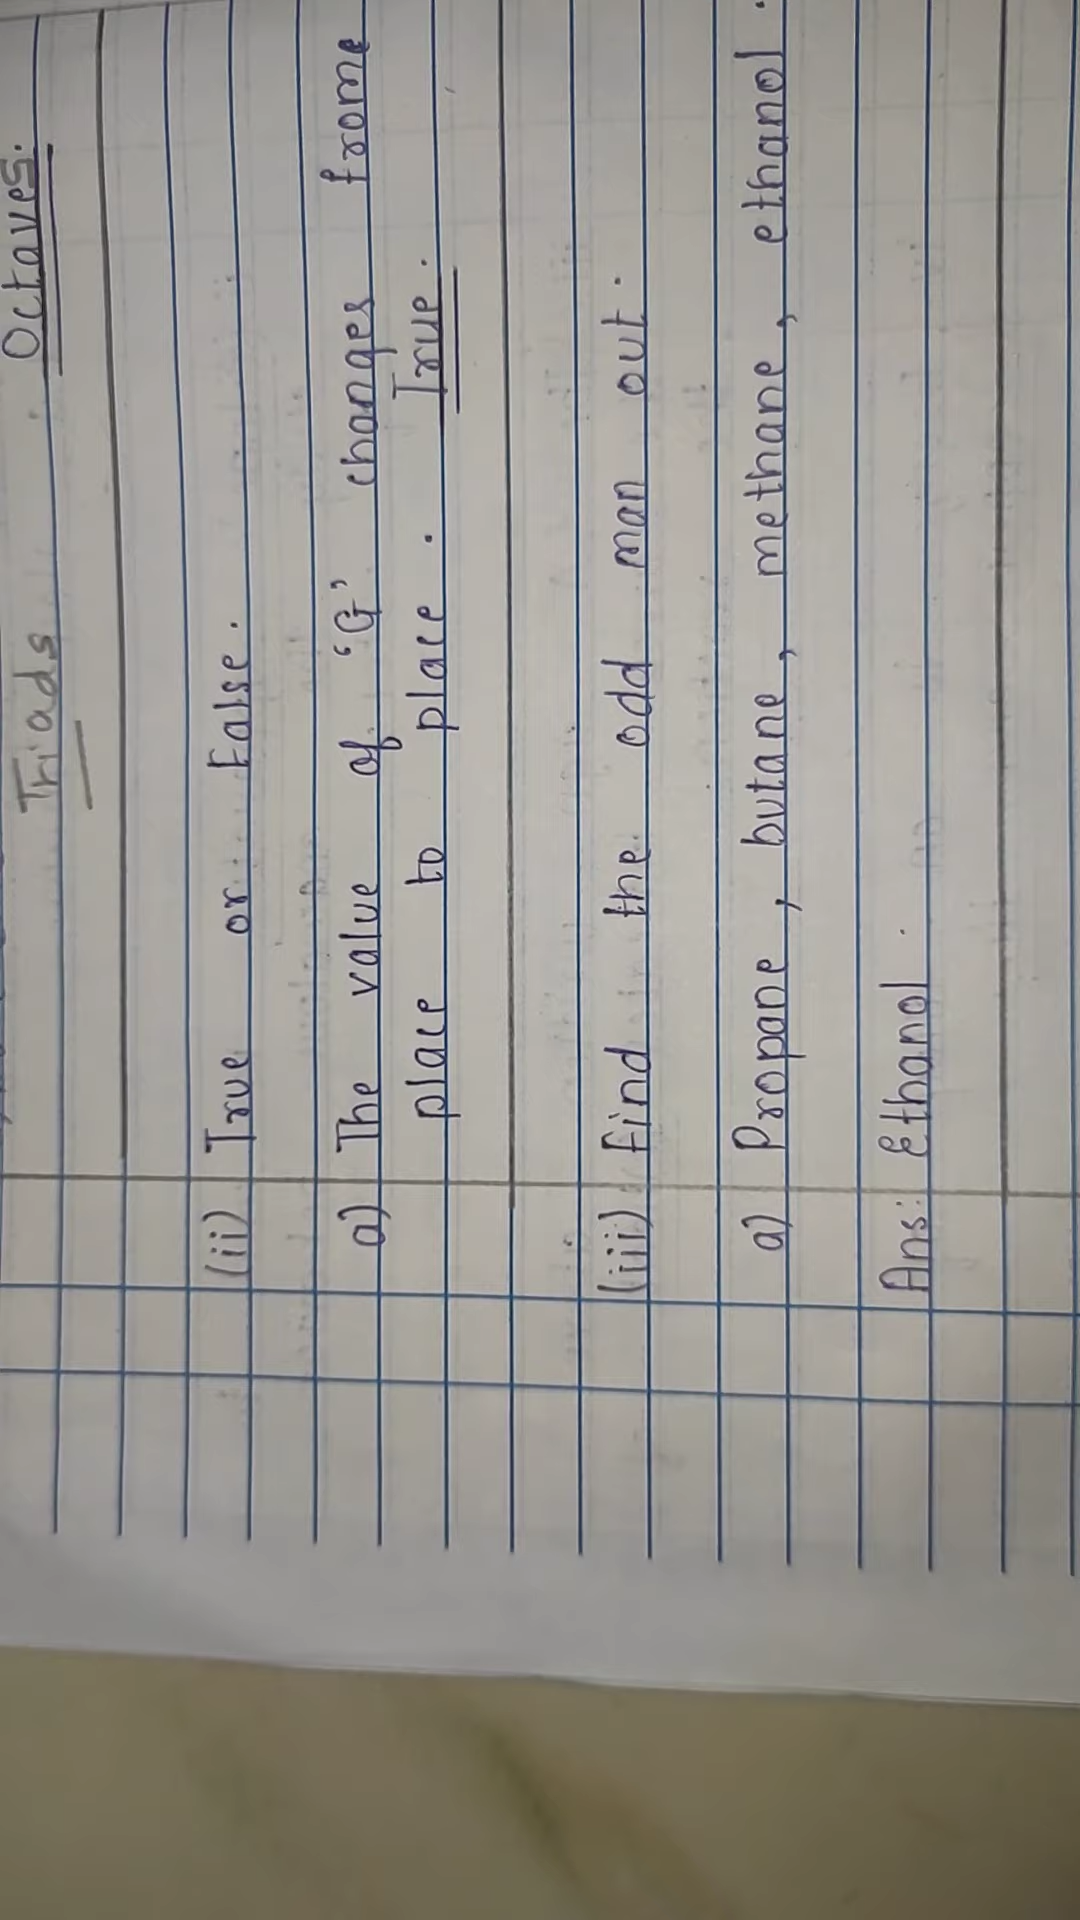 Triads Octaves.
(ii) True or False.
a) The value of 'G' changes frome
place to place. True.
(iii) Find the odd man out.
a) Propane, butane, methane, ethanol.
Ans: Ethanol.